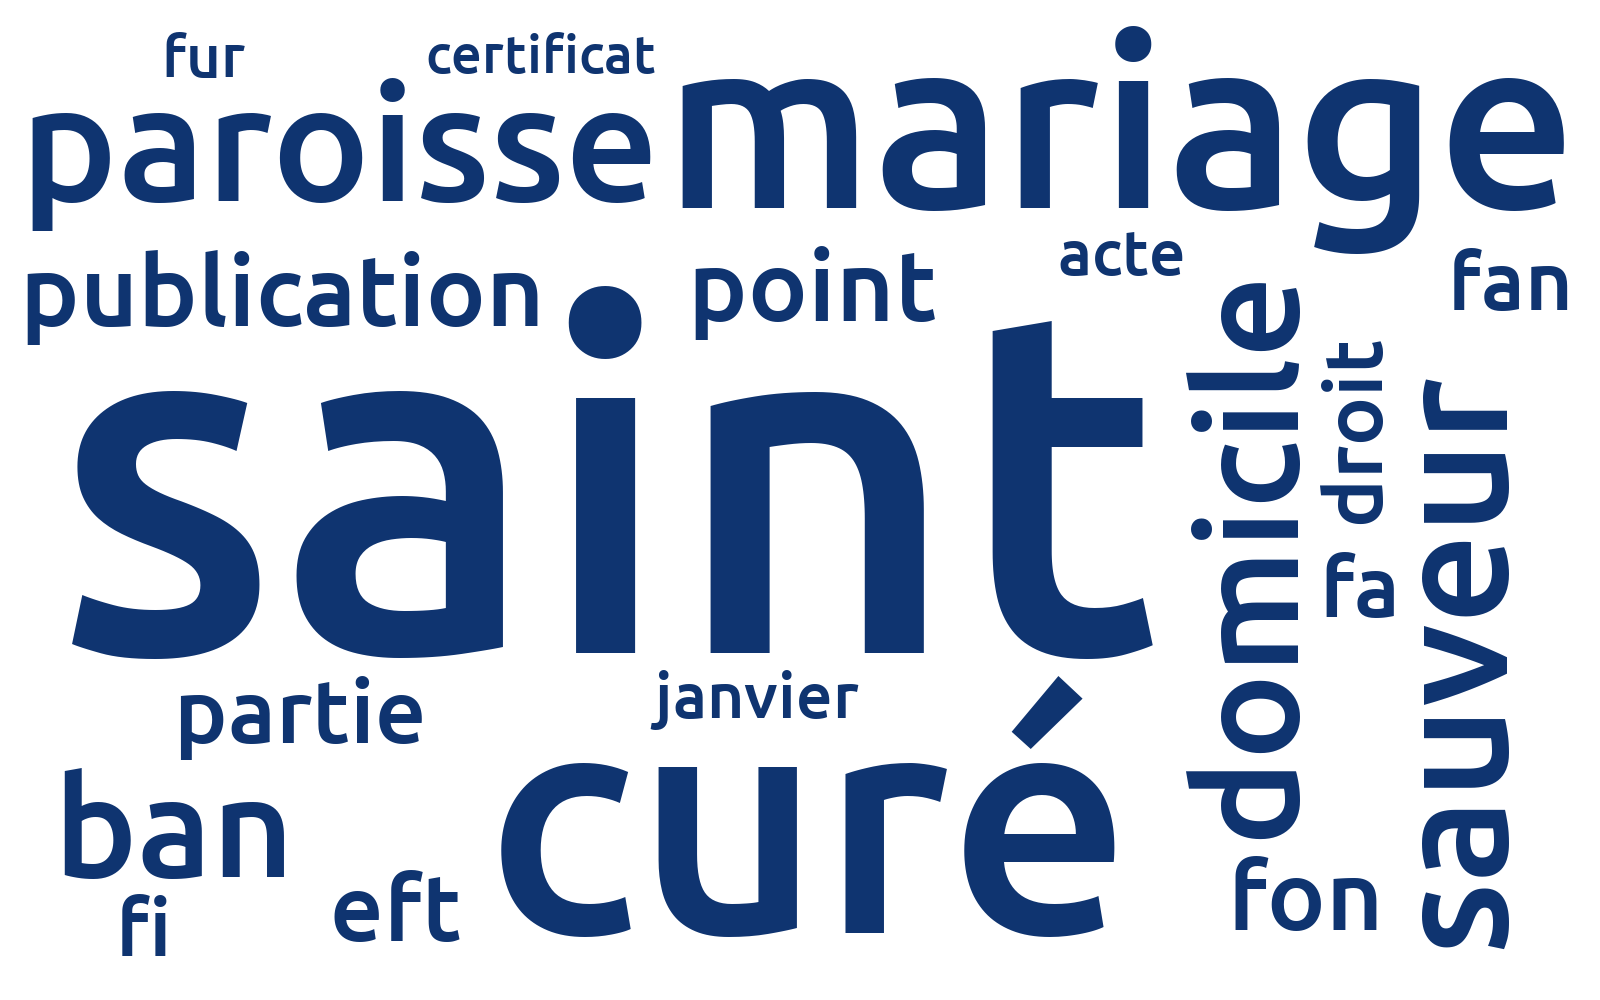 fur certificat
paroisse mariage
publication point acte fan
saint
domicile
droit
sauveur
fa
partie janvier
ban curé
fi eft fon